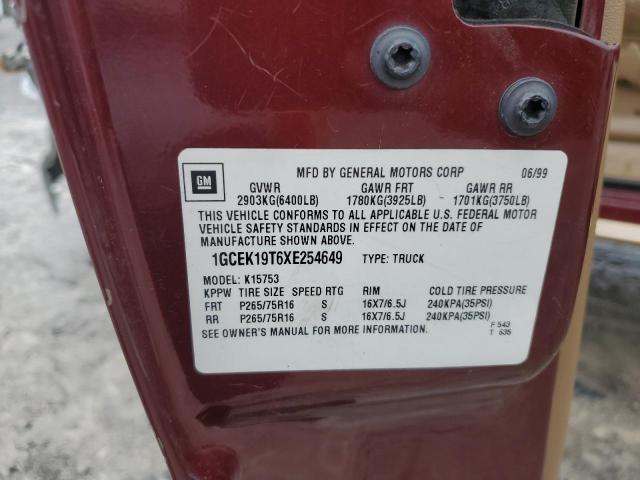 GM
MFD BY GENERAL MOTORS CORP 06/99
GVWR GAWR FRT GAWR RR
2903KG(6400LB) 1780KG(3925LB) 1701KG(3750LB)
THIS VEHICLE CONFORMS TO ALL APPLICABLE U.S. FEDERAL MOTOR
VEHICLE SAFETY STANDARDS IN EFFECT ON THE DATE OF
MANUFACTURE SHOWN ABOVE.
1GCEK19T6XE254649 TYPE: TRUCK
MODEL: K15753
KPPW TIRE SIZE SPEED RTG RIM COLD TIRE PRESSURE
FRT P265/75R16 S 16X7/6.5J 240KPA(35PSI)
RR P265/75R16 S 16X7/6.5J 240KPA(35PSI)
SEE OWNER'S MANUAL FOR MORE INFORMATION.
F 543
T 535